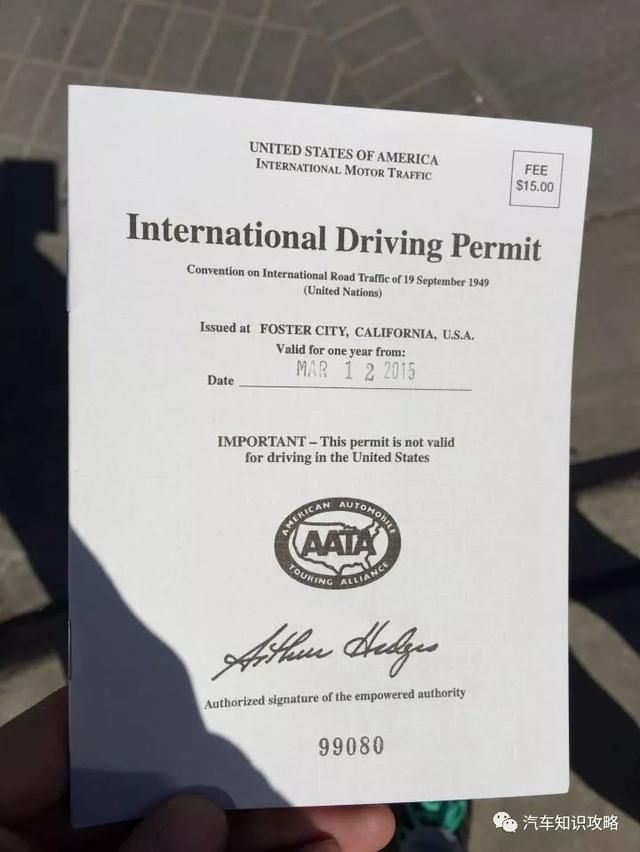 UNITED STATES OF AMERICA
INTERNATIONAL MOTOR TRAFFIC
FEE
$15.00
International Driving Permit
Convention on International Road Traffic of 19 September 1949
(United Nations)
Issued at FOSTER CITY, CALIFORNIA, U.S.A.
Valid for one year from:
MAR 12 2015
Date
IMPORTANT – This permit is not valid
for driving in the United States
AMERICAN AUTOMOBILE
AATA
TOURING ALLIANCE
Arthur Hedges
Authorized signature of the empowered authority
99080
汽车知识攻略